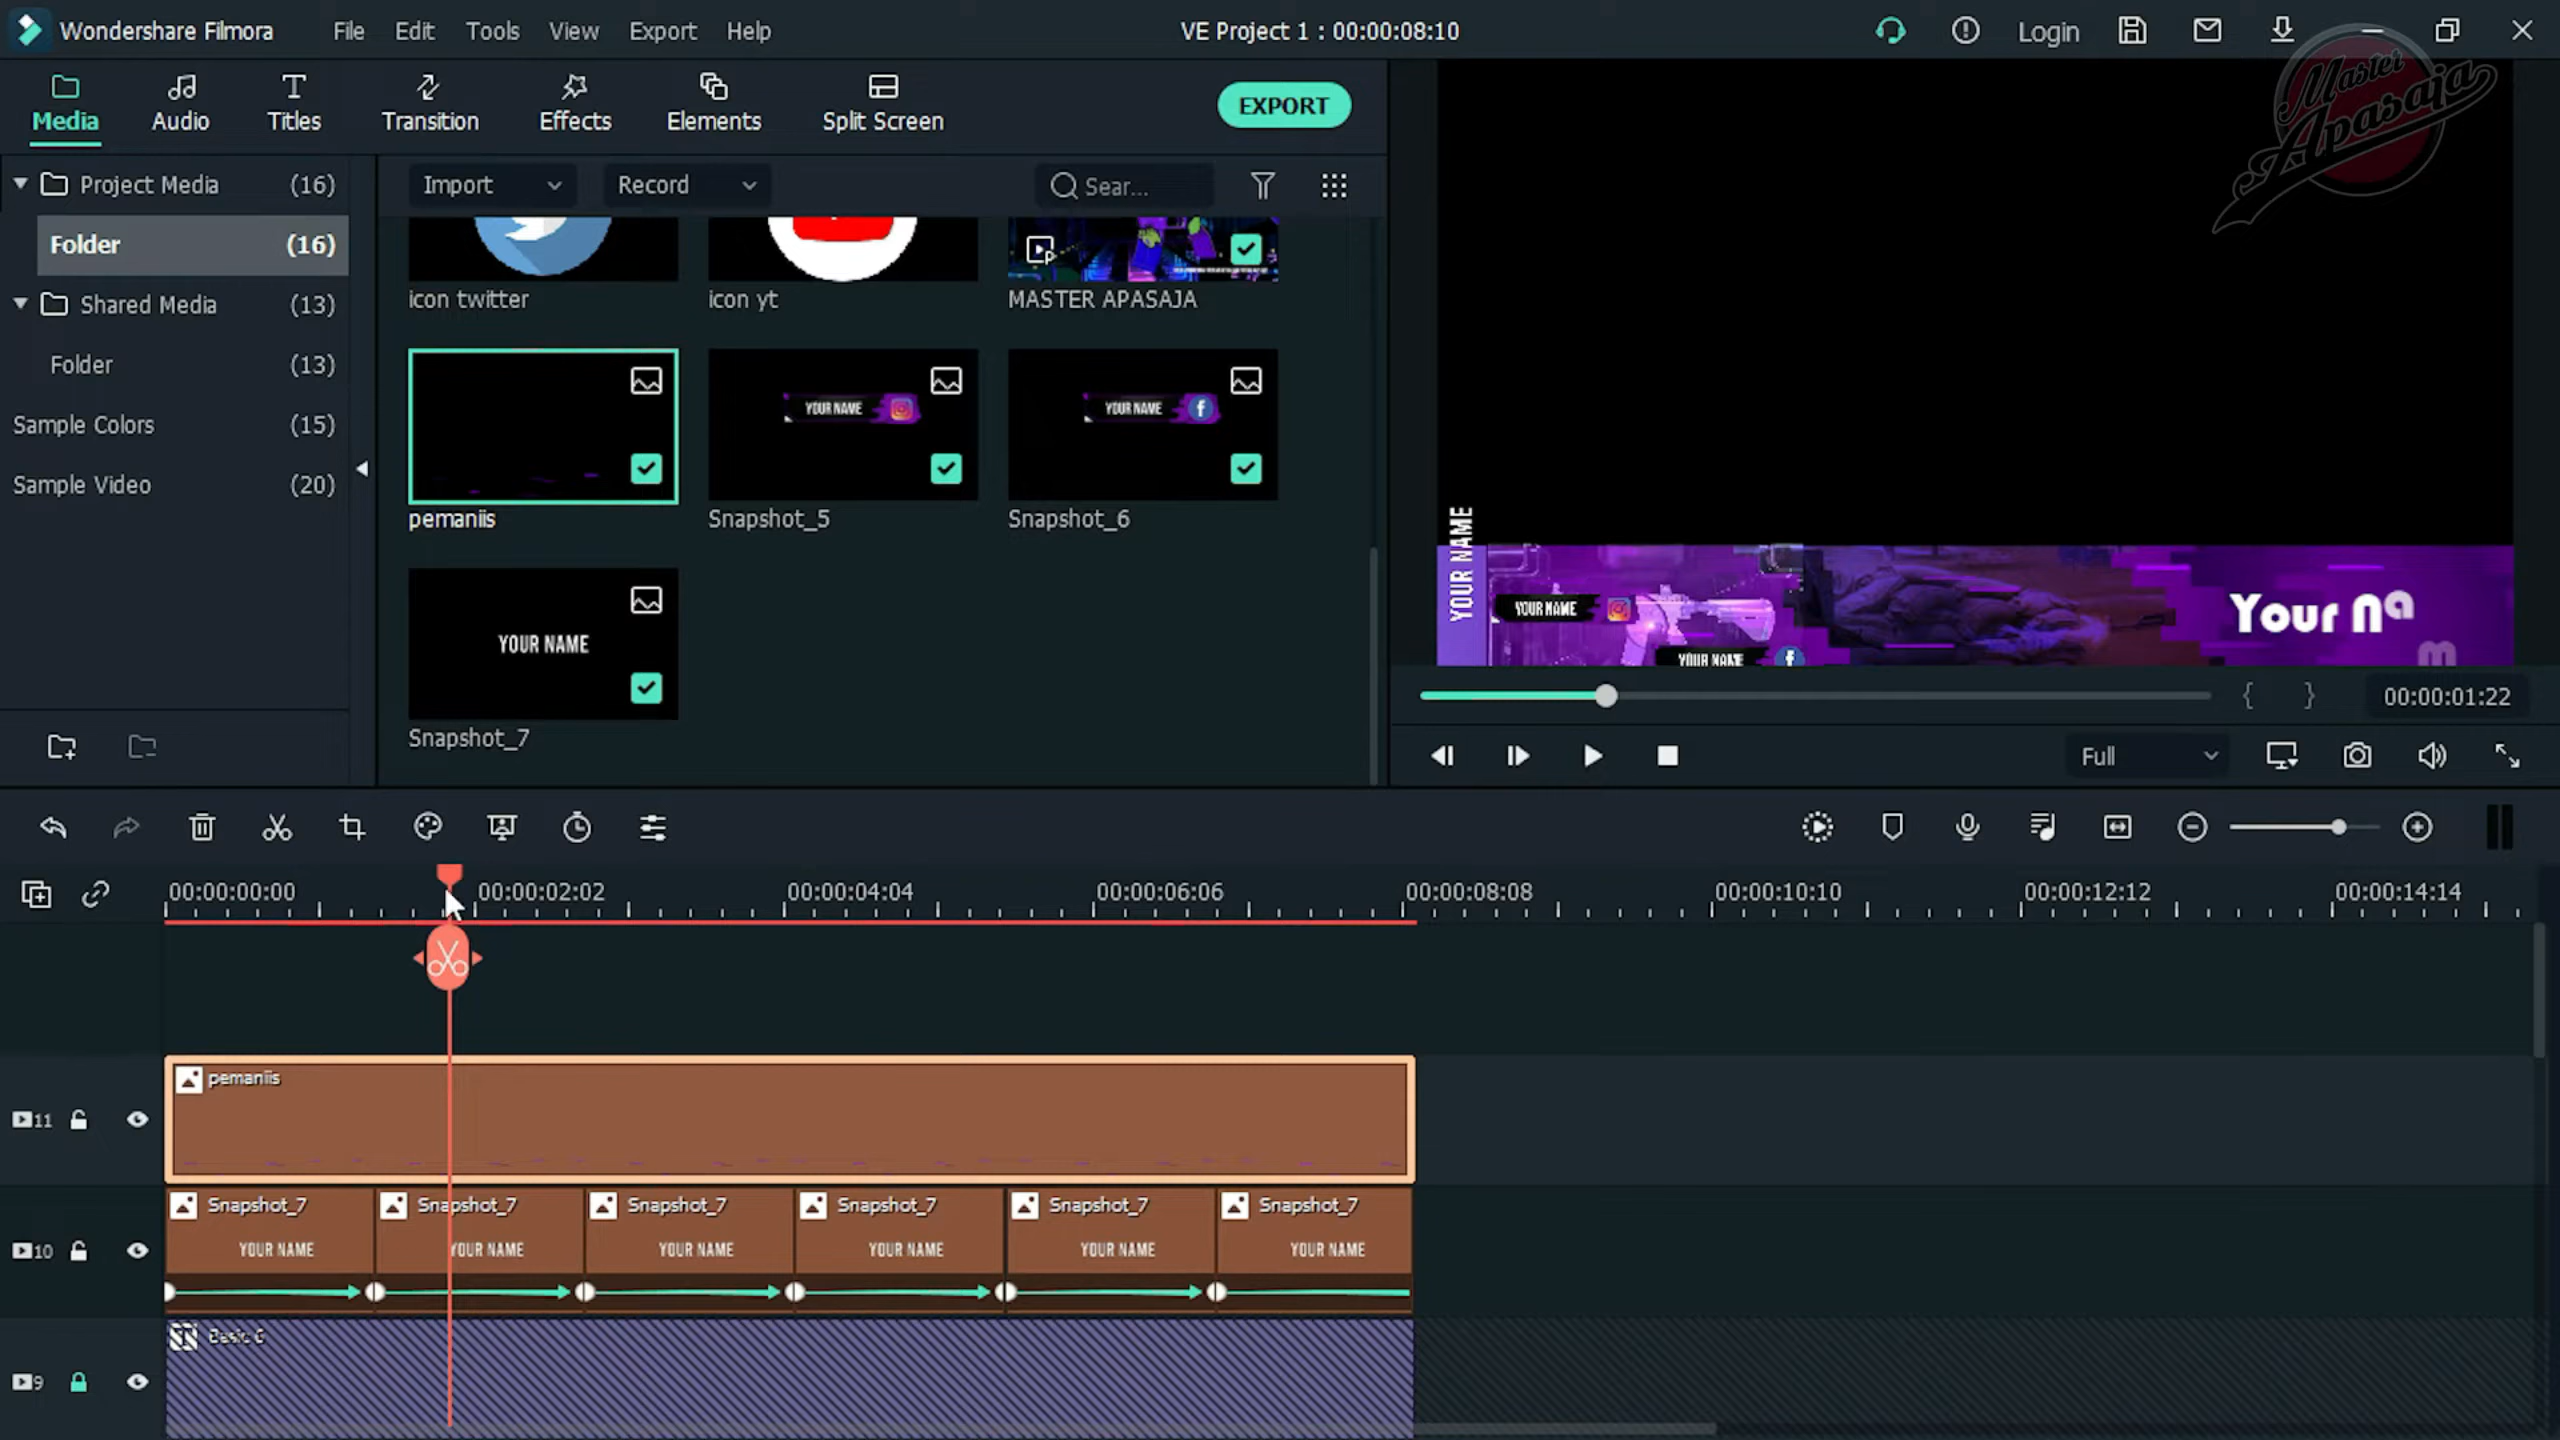 Wondershare Filmora File Edit Tools View Export Help VE Project 1 : 00:00:08:10 Login
Master
Apasaja
Media Audio Titles Transition Effects Elements Split Screen EXPORT
Project Media (16) Import Record Sear...
Folder (16)
icon twitter icon yt MASTER APASAJA
Shared Media (13)
Folder (13)
Sample Colors (15)
Sample Video (20)
YOUR NAME YOUR NAME
pemaniis Snapshot_5 Snapshot_6
YOUR NAME
Snapshot_7
YOUR NAME
YOUR NAME
YOUR NAME
Your Nam
00:00:01:22
Full
00:00:00:00 00:00:02:02 00:00:04:04 00:00:06:06 00:00:08:08 00:00:10:10 00:00:12:12 00:00:14:14
pemaniis
11
Snapshot_7 Snapshot_7 Snapshot_7 Snapshot_7 Snapshot_7 Snapshot_7
10 YOUR NAME YOUR NAME YOUR NAME YOUR NAME YOUR NAME YOUR NAME
Basic 6
9